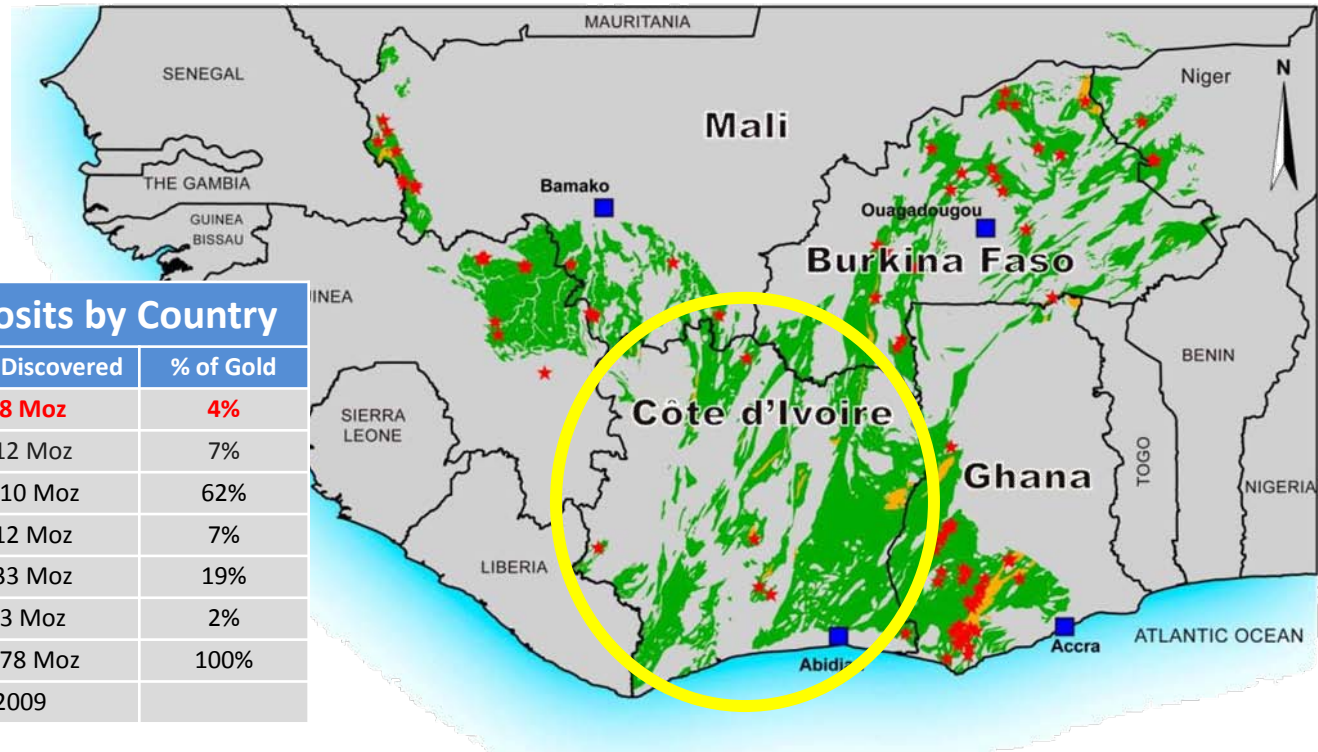 MAURITANIA
SENEGAL
Niger
N
Mali
THE GAMBIA
Bamako
GUINEA
BISSAU
Ouagadougou
Burkina Faso
INEA
BENIN
SIERRA
LEONE
Côte d'Ivoire
Ghana
TOGO
NIGERIA
LIBERIA
ATLANTIC OCEAN
Accra
Abidja
osits by Country
Discovered % of Gold
8 Moz 4%
12 Moz 7%
10 Moz 62%
12 Moz 7%
33 Moz 19%
3 Moz 2%
78 Moz 100%
2009